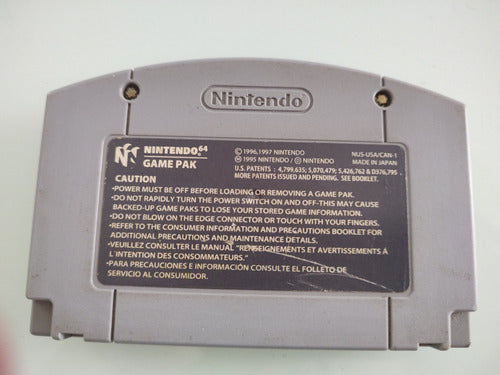 Nintendo
NINTENDO 64
GAME PAK
©1996,1997 NINTENDO
©1995 NINTENDO / ©NINTENDO
NUS-USA/CAN-1
MADE IN JAPAN
U.S. PATENTS : 4,799,635; 5,070,479; 5,426,762 & D376,795
MORE PATENTS ISSUED AND PENDING. SEE BOOKLET.
CAUTION
•POWER MUST BE OFF BEFORE LOADING OR REMOVING A GAME PAK.
•DO NOT RAPIDLY TURN THE POWER SWITCH ON AND OFF-THIS MAY CAUSE
BACKED-UP GAME PAKS TO LOSE YOUR STORED GAME INFORMATION.
•DO NOT BLOW ON THE EDGE CONNECTOR OR TOUCH WITH YOUR FINGERS.
•REFER TO THE CONSUMER INFORMATION AND PRECAUTIONS BOOKLET FOR
ADDITIONAL PRECAUTIONS AND MAINTENANCE DETAILS.
•VEUILLEZ CONSULTER LE MANUEL "RENSEIGNEMENTS ET AVERTISSEMENTS À
L'INTENTION DES CONSOMMATEURS."
•PARA PRECAUCIONES E INFORMACIÓN CONSULTE EL FOLLETO DE
SERVICIO AL CONSUMIDOR.